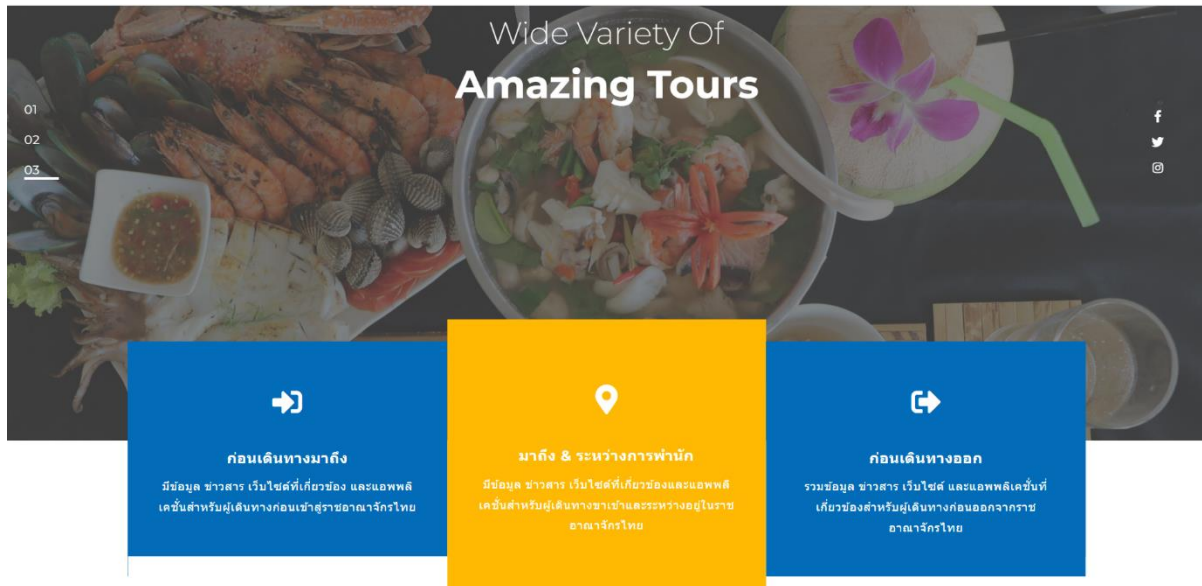 Wide Variety Of
Amazing Tours
01
02
03
ก่อนเดินทางมาถึง
มีข้อมูล ข่าวสาร เว็บไซต์ที่เกี่ยวข้อง และแอพพลิ
เคชั่นสำหรับผู้เดินทางก่อนเข้าสู่ราชอาณาจักรไทย
มาถึง & ระหว่างการพำนัก
มีข้อมูล ข่าวสาร เว็บไซต์ที่เกี่ยวข้องและแอพพลิ
เคชั่นสำหรับผู้เดินทางขาเข้าและระหว่างอยู่ในราช
อาณาจักรไทย
ก่อนเดินทางออก
รวมข้อมูล ข่าวสาร เว็บไซต์ และแอพพลิเคชั่นที่
เกี่ยวข้องสำหรับผู้เดินทางก่อนออกจากราช
อาณาจักรไทย